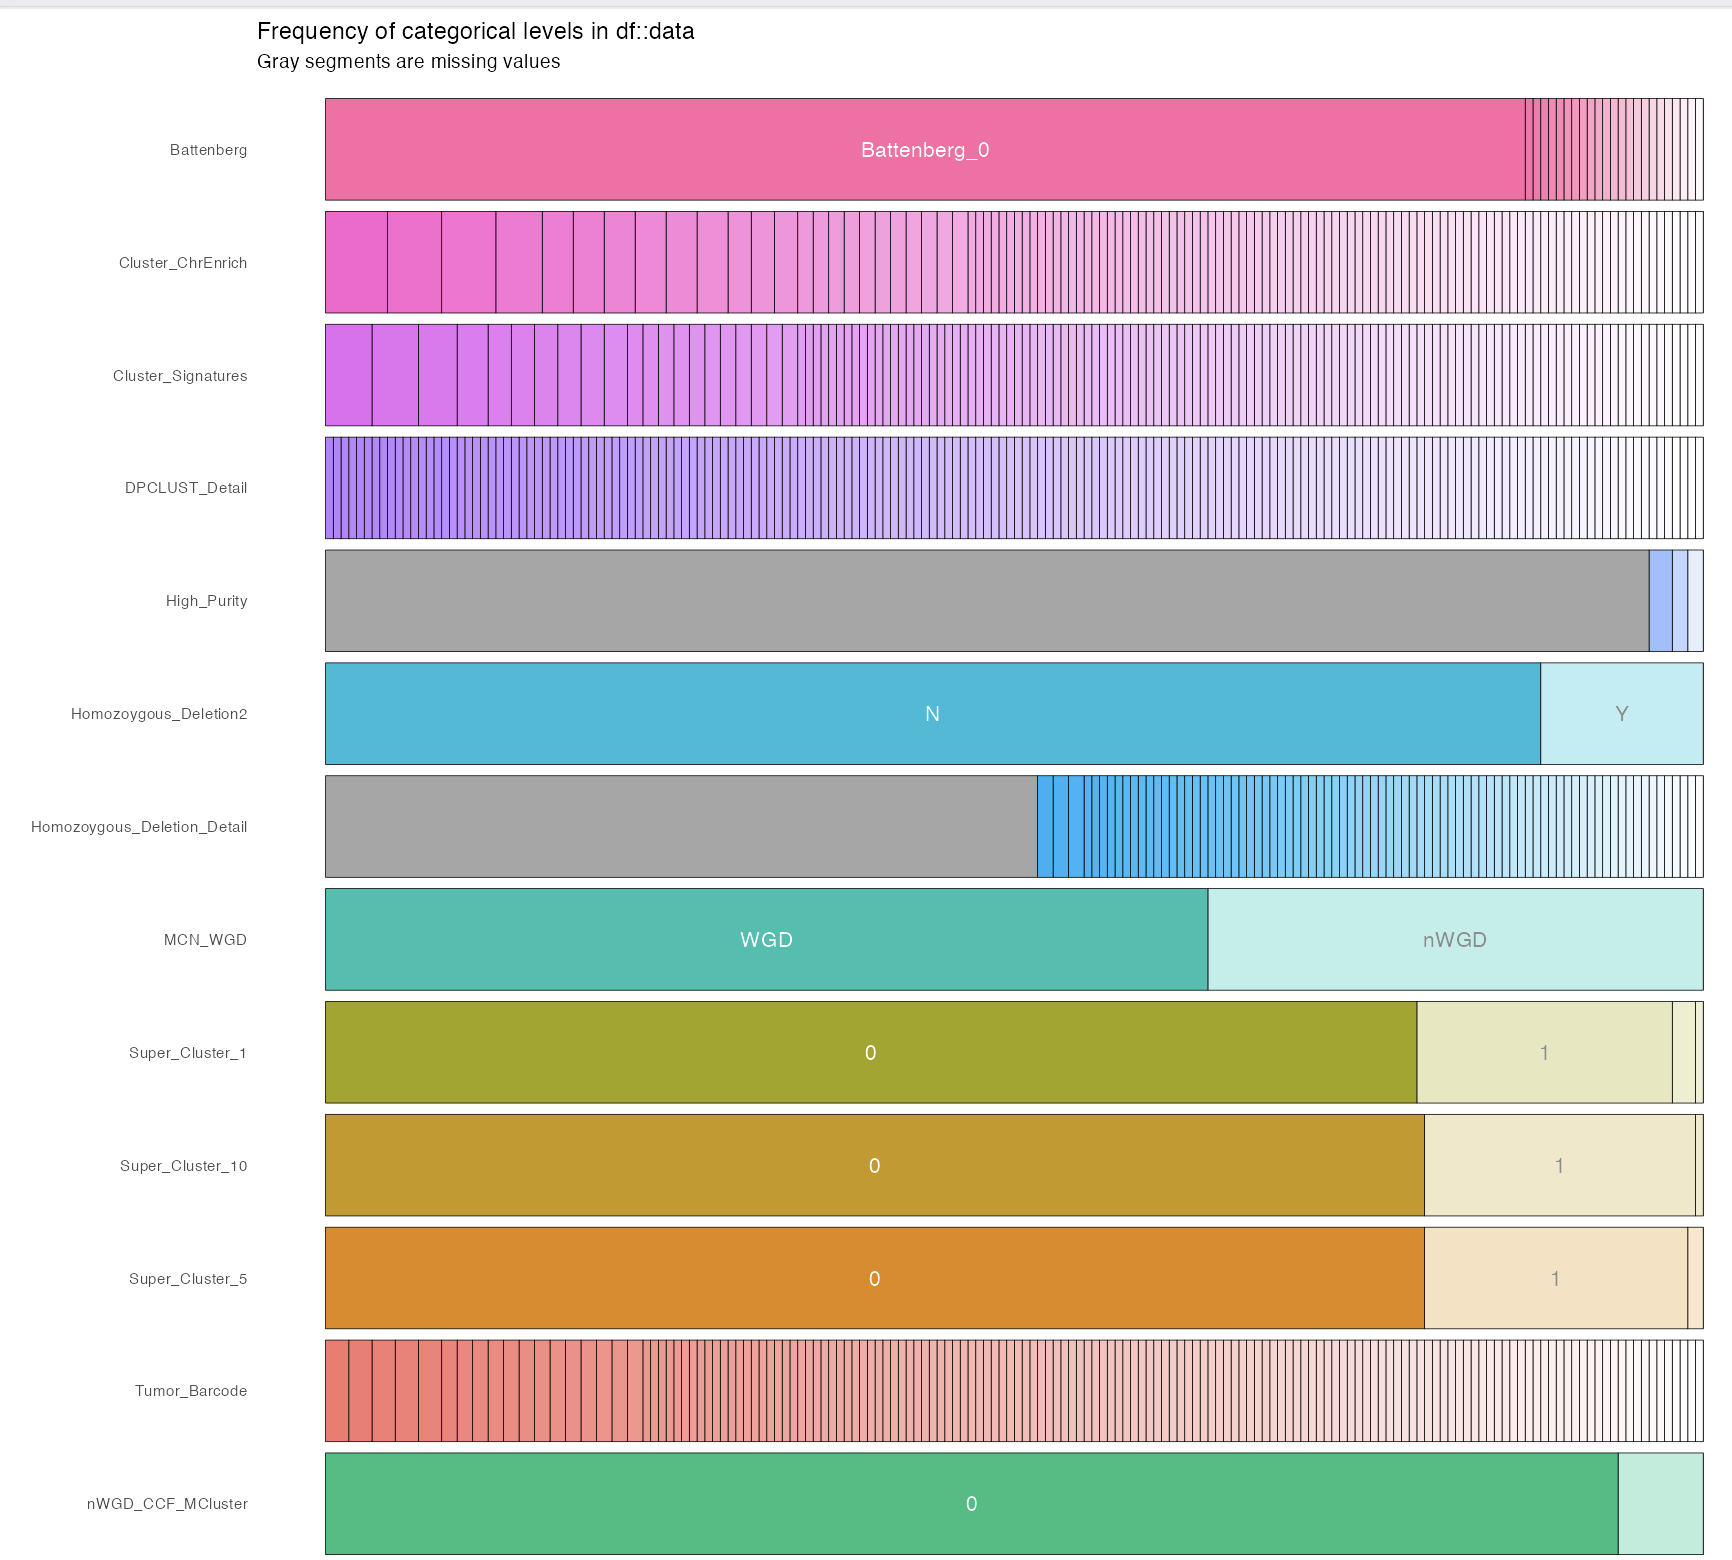 Frequency of categorical levels in df::data
Gray segments are missing values
Battenberg
Battenberg_0
Cluster_ChrEnrich
Cluster_Signatures
DPCLUST_Detail
High_Purity
Homozoygous_Deletion2
N
Y
Homozoygous_Deletion_Detail
MCN_WGD
WGD
nWGD
Super_Cluster_1
0
1
Super_Cluster_10
0
1
Super_Cluster_5
0
1
Tumor_Barcode
nWGD_CCF_MCluster
0